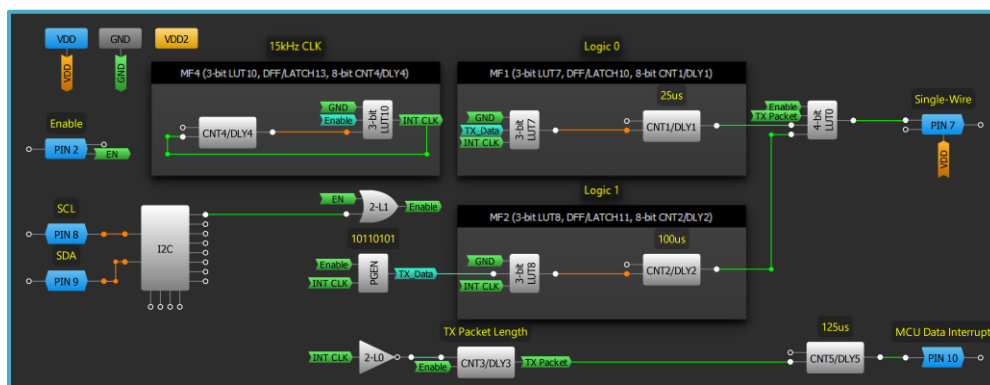 VDD
GND
VDD2
VDD
GND
15kHz CLK
MF4 (3-bit LUT10, DFF/LATCH13, 8-bit CNT4/DLY4)
CNT4/DLY4
GND
Enable
3-bit LUT10
INT CLK
Logic 0
MF1 (3-bit LUT7, DFF/LATCH10, 8-bit CNT1/DLY1)
25us
GND
TX_Data
INT CLK
3-bit LUT7
CNT1/DLY1
Enable
TX Packet
4-bit LUT0
Single-Wire
PIN 7
VDD
Enable
PIN 2
EN
SCL
PIN 8
SDA
PIN 9
I2C
EN
2-L1
Enable
10110101
Enable
INT CLK
PGEN
TX_Data
Logic 1
MF2 (3-bit LUT8, DFF/LATCH11, 8-bit CNT2/DLY2)
100us
GND
INT CLK
3-bit LUT8
CNT2/DLY2
TX Packet Length
INT CLK
2-L0
Enable
CNT3/DLY3
TX Packet
125us
CNT5/DLY5
MCU Data Interrupt
PIN 10